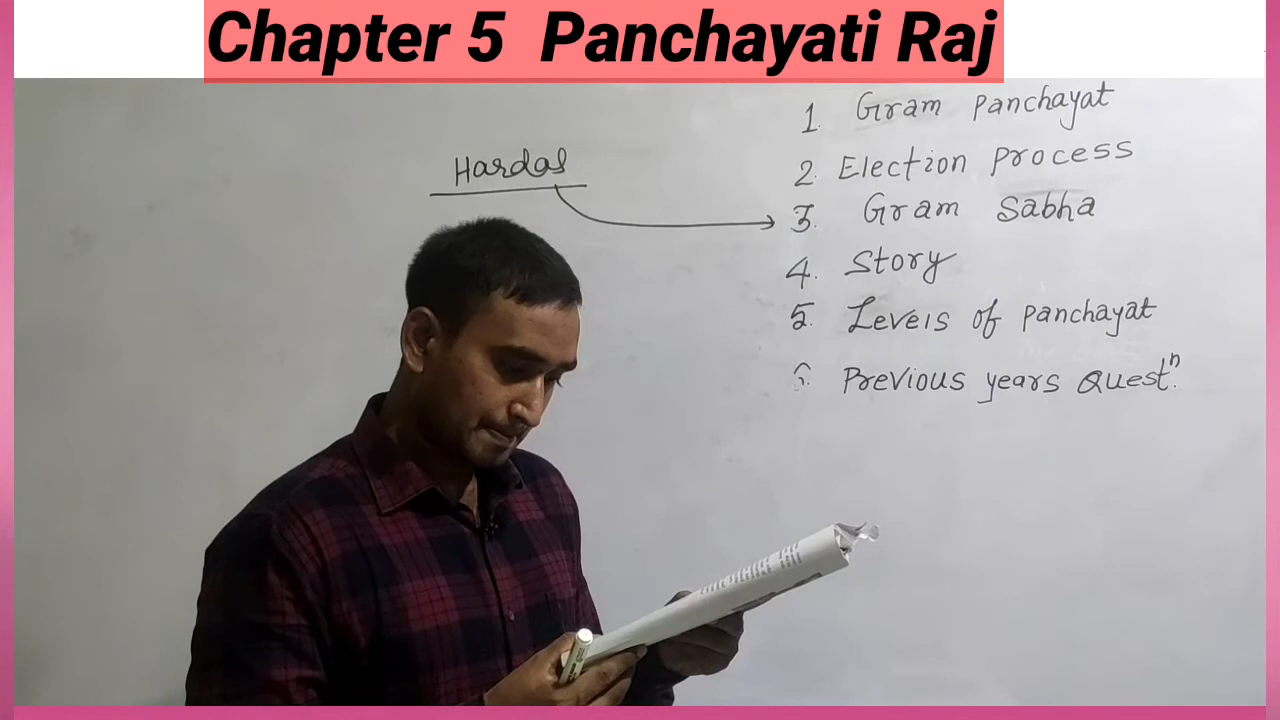 Chapter 5 Panchayati Raj
Hardas
1. Gram Panchayat
2. Election process
3. Gram Sabha
4. Story
5. Levels of panchayat
6. Previous years Questⁿ.